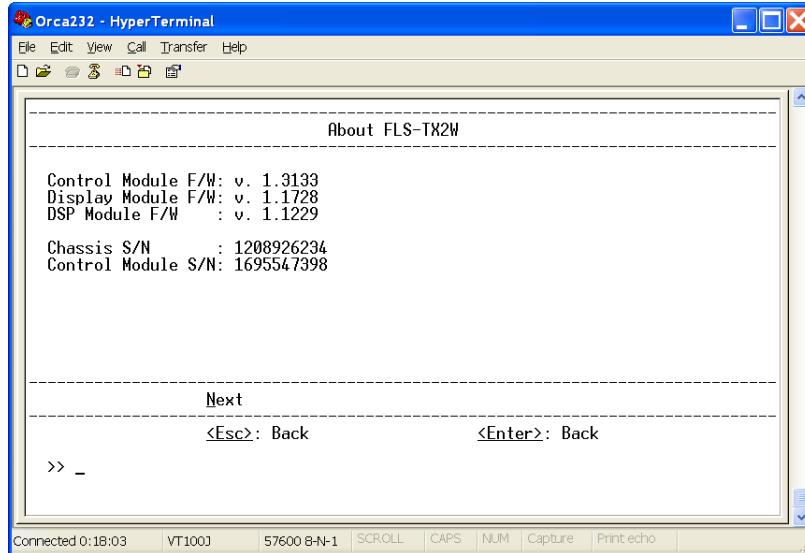 Orca232 - HyperTerminal
File Edit View Call Transfer Help
About FLS-TX2W
Control Module F/W: v. 1.3133
Display Module F/W: v. 1.1728
DSP Module F/W : v. 1.1229
Chassis S/N : 1208926234
Control Module S/N: 1695547398
Next
<Esc>: Back <Enter>: Back
>> _
Connected 0:18:03 VT100J 57600 8-N-1 SCROLL CAPS NUM Capture Print echo